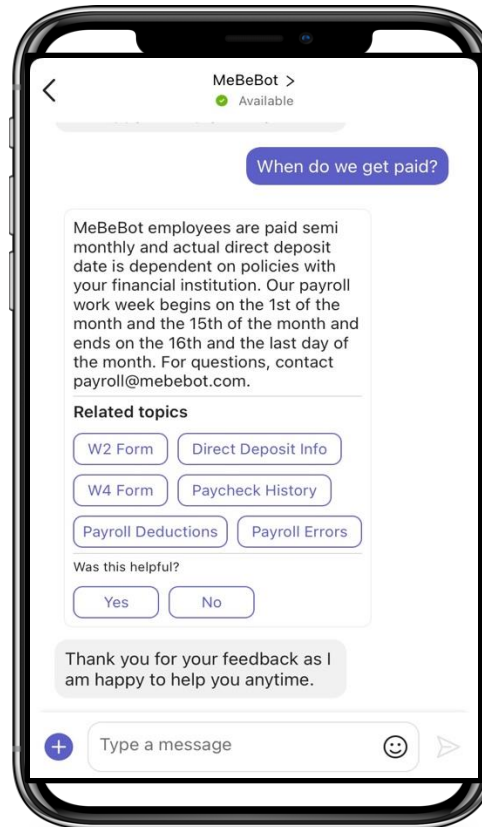 MeBeBot >
Available
When do we get paid?
MeBeBot employees are paid semi
monthly and actual direct deposit
date is dependent on policies with
your financial institution. Our payroll
work week begins on the 1st of the
month and the 15th of the month and
ends on the 16th and the last day of
the month. For questions, contact
payroll@mebebot.com.
Related topics
W2 Form Direct Deposit Info
W4 Form Paycheck History
Payroll Deductions Payroll Errors
Was this helpful?
Yes No
Thank you for your feedback as I
am happy to help you anytime.
Type a message